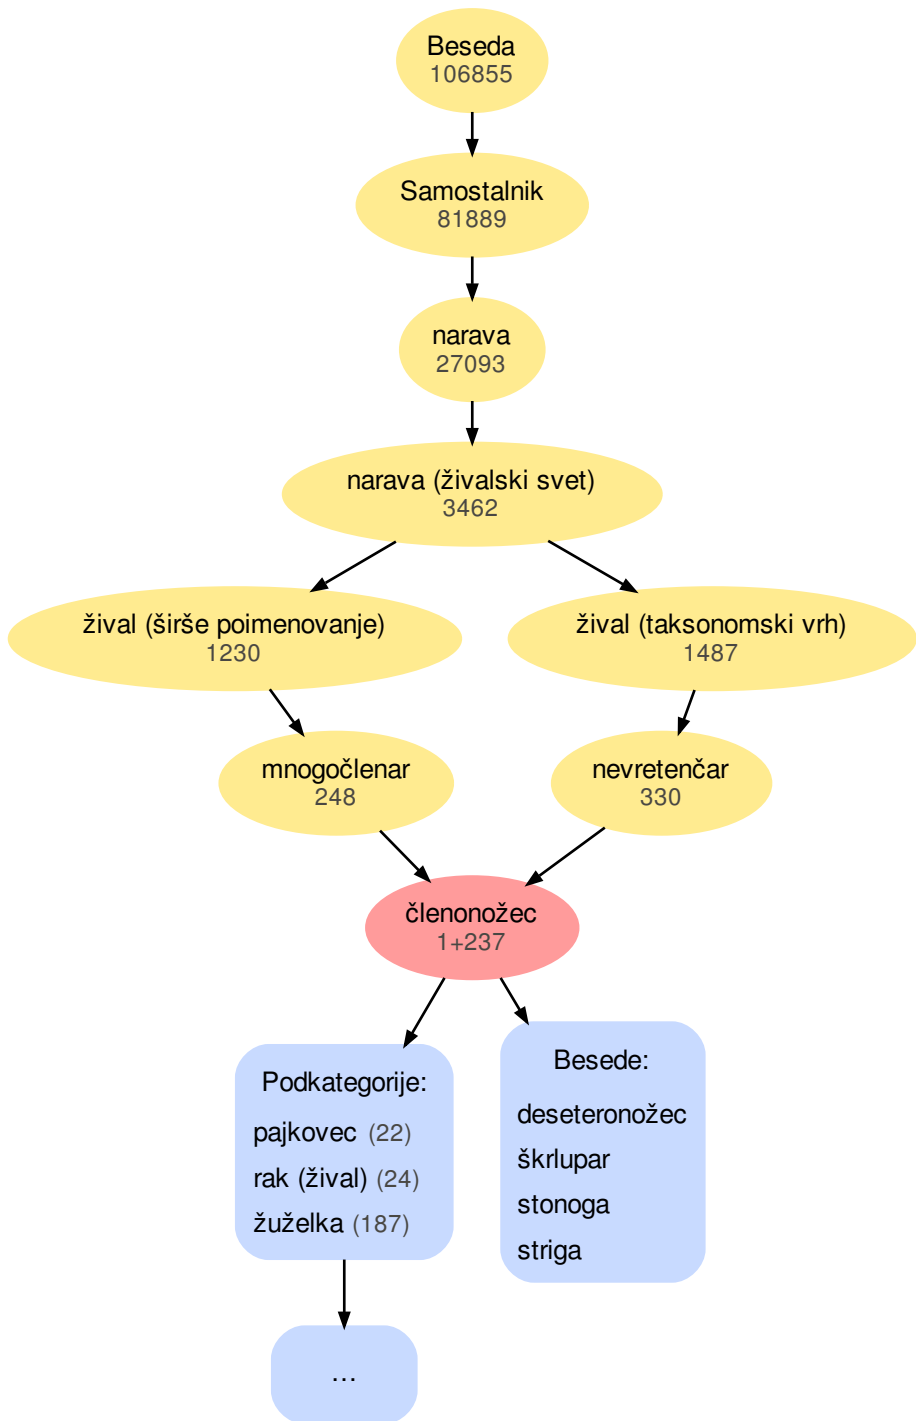 Beseda
106855
Samostalnik
81889
narava
27093
narava (živalski svet)
3462
žival (širše poimenovanje)
1230
žival (taksonomski vrh)
1487
mnogočlenar
248
nevretenčar
330
členonožec
1+237
Podkategorije:
pajkovec (22)
rak (žival) (24)
žuželka (187)
Besede:
deseteronožec
škrlupar
stonoga
striga
...